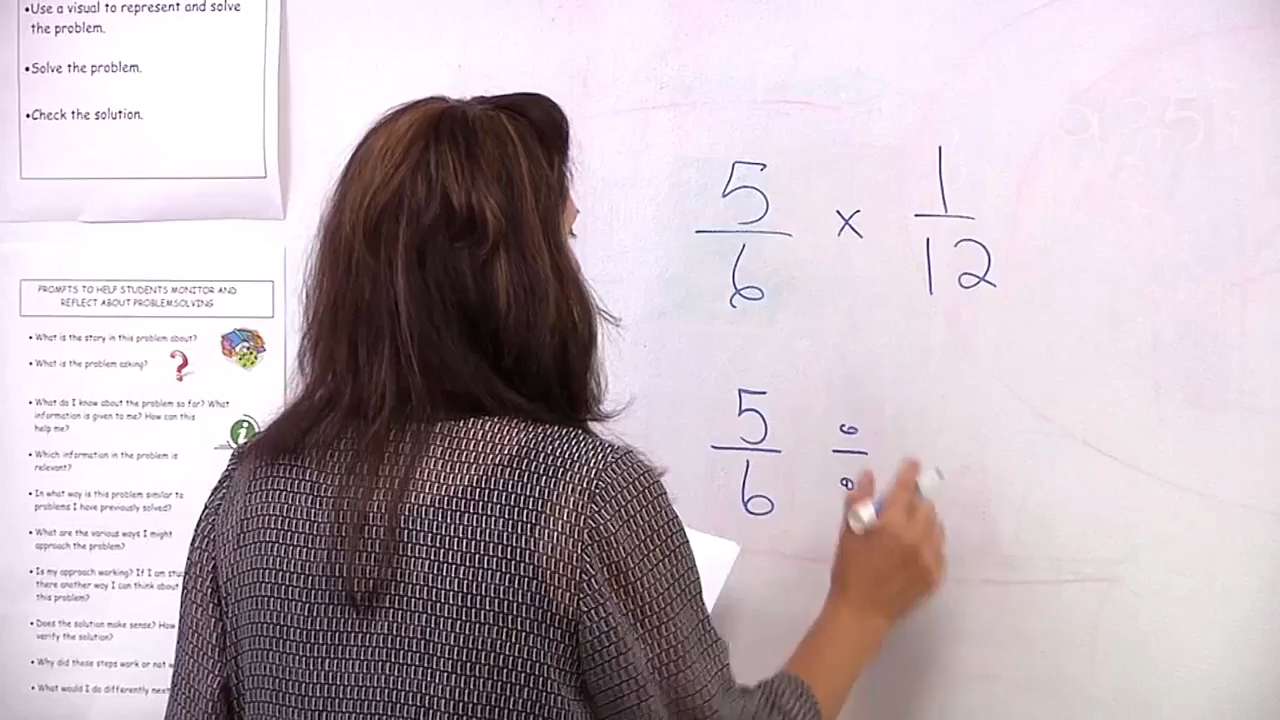 •Use a visual to represent and solve
the problem.
•Solve the problem.
•Check the solution.
PROMPTS TO HELP STUDENTS MONITOR AND
REFLECT ABOUT PROBLEMSOLVING
• What is the story in this problem about?
• What is the problem asking?
?
• What do I know about the problem so far? What
information is given to me? How can this
help me?
i
• Which information in the problem is
relevant?
• In what way is this problem similar to
problems I have previously solved?
• What are the various ways I might
approach the problem?
• Is my approach working? If I am
there another way I can think about
this problem?
• Does the solution make sense? How
verify the solution?
• Why did these steps work or not
• What would I do differently
5/6 x 1/12
5/6